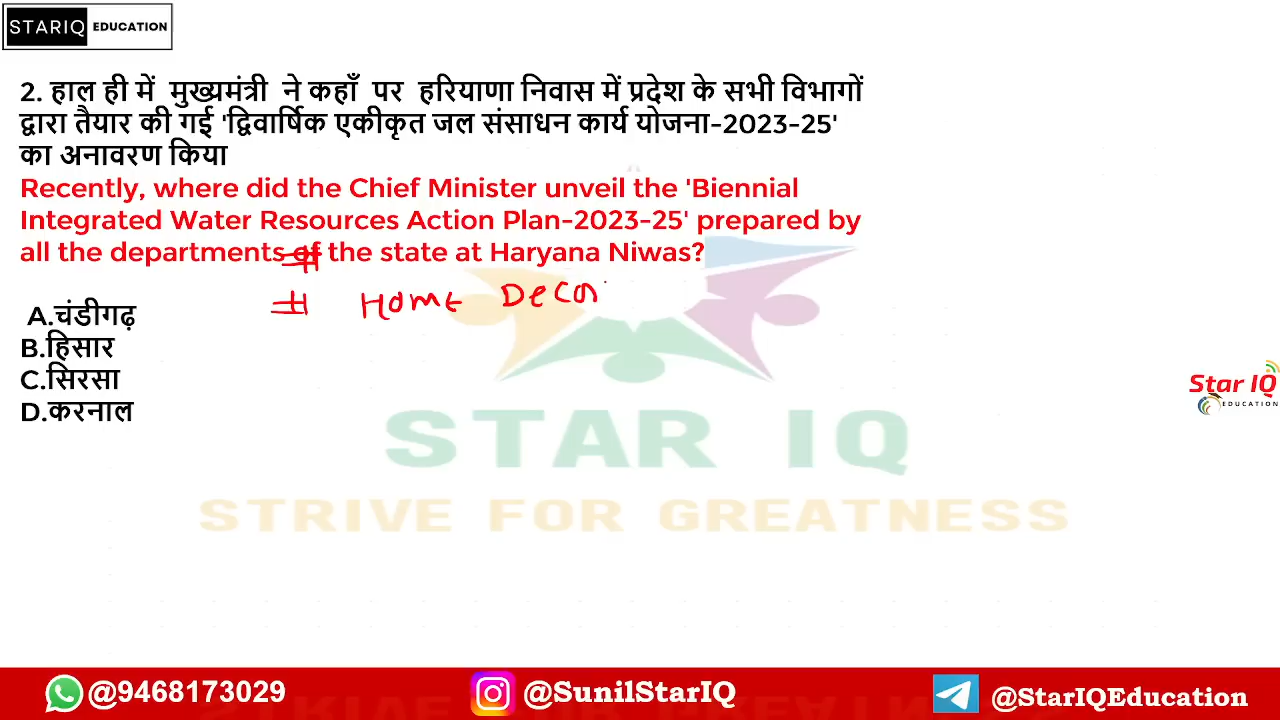 STARIQ EDUCATION
2. हाल ही में मुख्यमंत्री ने कहाँ पर हरियाणा निवास में प्रदेश के सभी विभागों
द्वारा तैयार की गई 'द्विवार्षिक एकीकृत जल संसाधन कार्य योजना-2023-25'
का अनावरण किया
Recently, where did the Chief Minister unveil the 'Biennial
Integrated Water Resources Action Plan-2023-25' prepared by
all the departments of the state at Haryana Niwas?
# Home Decor
A.चंडीगढ़
B.हिसार
C.सिरसा
D.करनाल
Star IQ
EDUCATION
STAR IQ
STRIVE FOR GREATNESS
@9468173029
@SunilStarIQ
@StarIQEducation